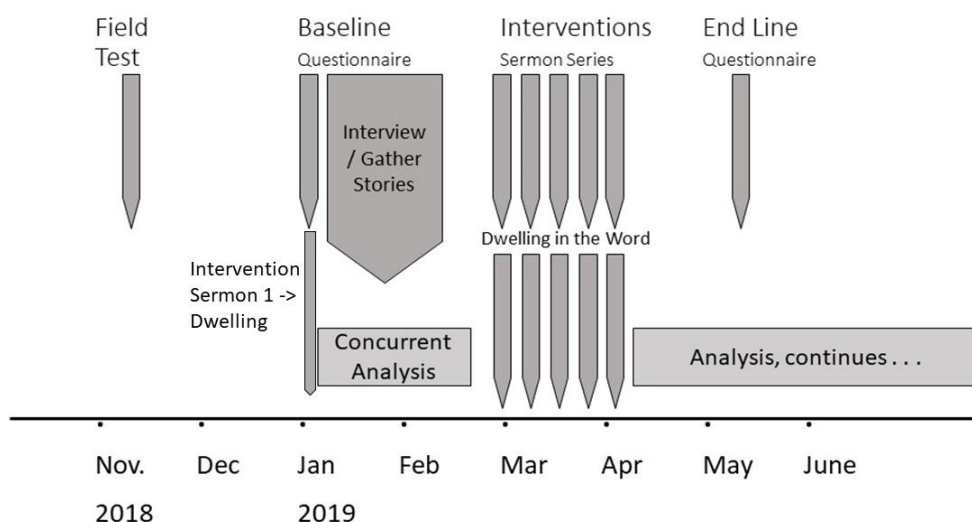 Field
Test
Baseline
Questionnaire
Interventions
Sermon Series
End Line
Questionnaire
Interview
/ Gather
Stories
Dwelling in the Word
Intervention
Sermon 1 ->
Dwelling
Concurrent
Analysis
Analysis, continues . . .
Nov. Dec Jan Feb Mar Apr May June
2018 2019